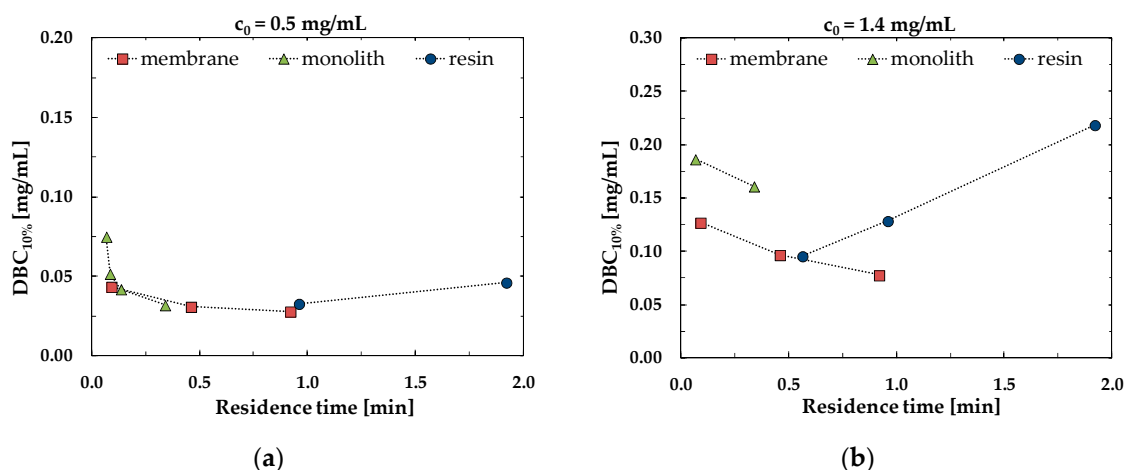 c0 = 0.5 mg/mL
membrane monolith resin
DBC10% [mg/mL]
0.20
0.15
0.10
0.05
0.00
0.0 0.5 1.0 1.5 2.0
Residence time [min]
(a)
c0 = 1.4 mg/mL
membrane monolith resin
DBC10% [mg/mL]
0.30
0.25
0.20
0.15
0.10
0.05
0.00
0.0 0.5 1.0 1.5 2.0
Residence time [min]
(b)